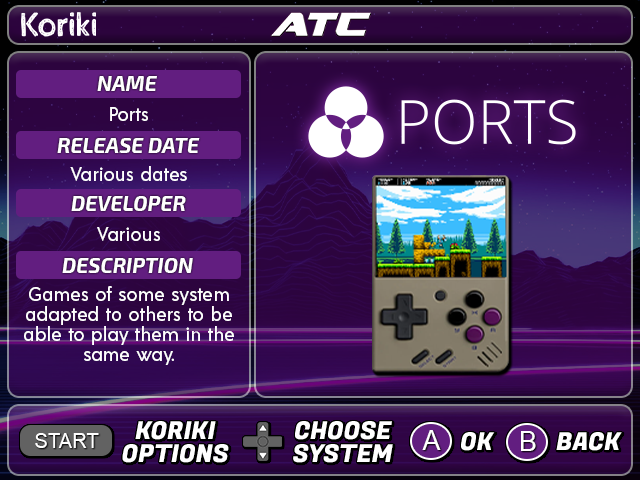 Koriki
ATC
NAME
Ports
RELEASE DATE
Various dates
DEVELOPER
Various
DESCRIPTION
Games of some system
adapted to others to be
able to play them in the
same way.
PORTS
START
KORIKI
OPTIONS
CHOOSE
SYSTEM
A
OK
B
BACK